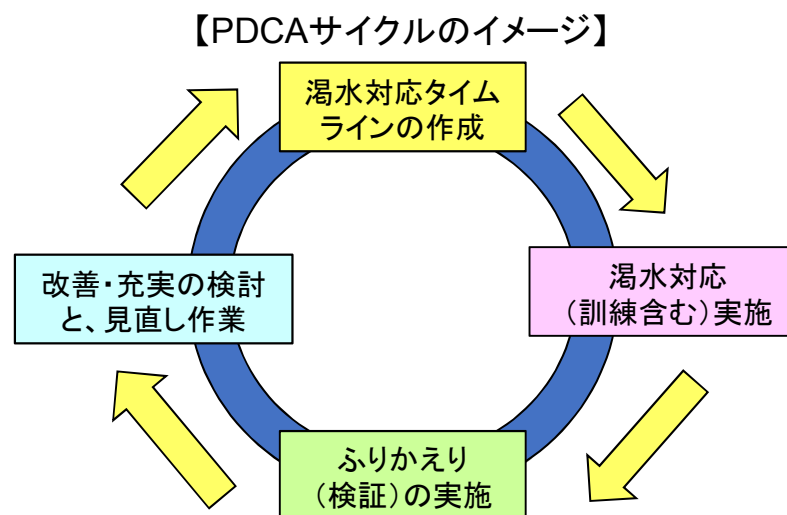 【PDCAサイクルのイメージ】
渇水対応タイム
ラインの作成
渇水対応
（訓練含む）実施
ふりかえり
（検証）の実施
改善・充実の検討
と、見直し作業